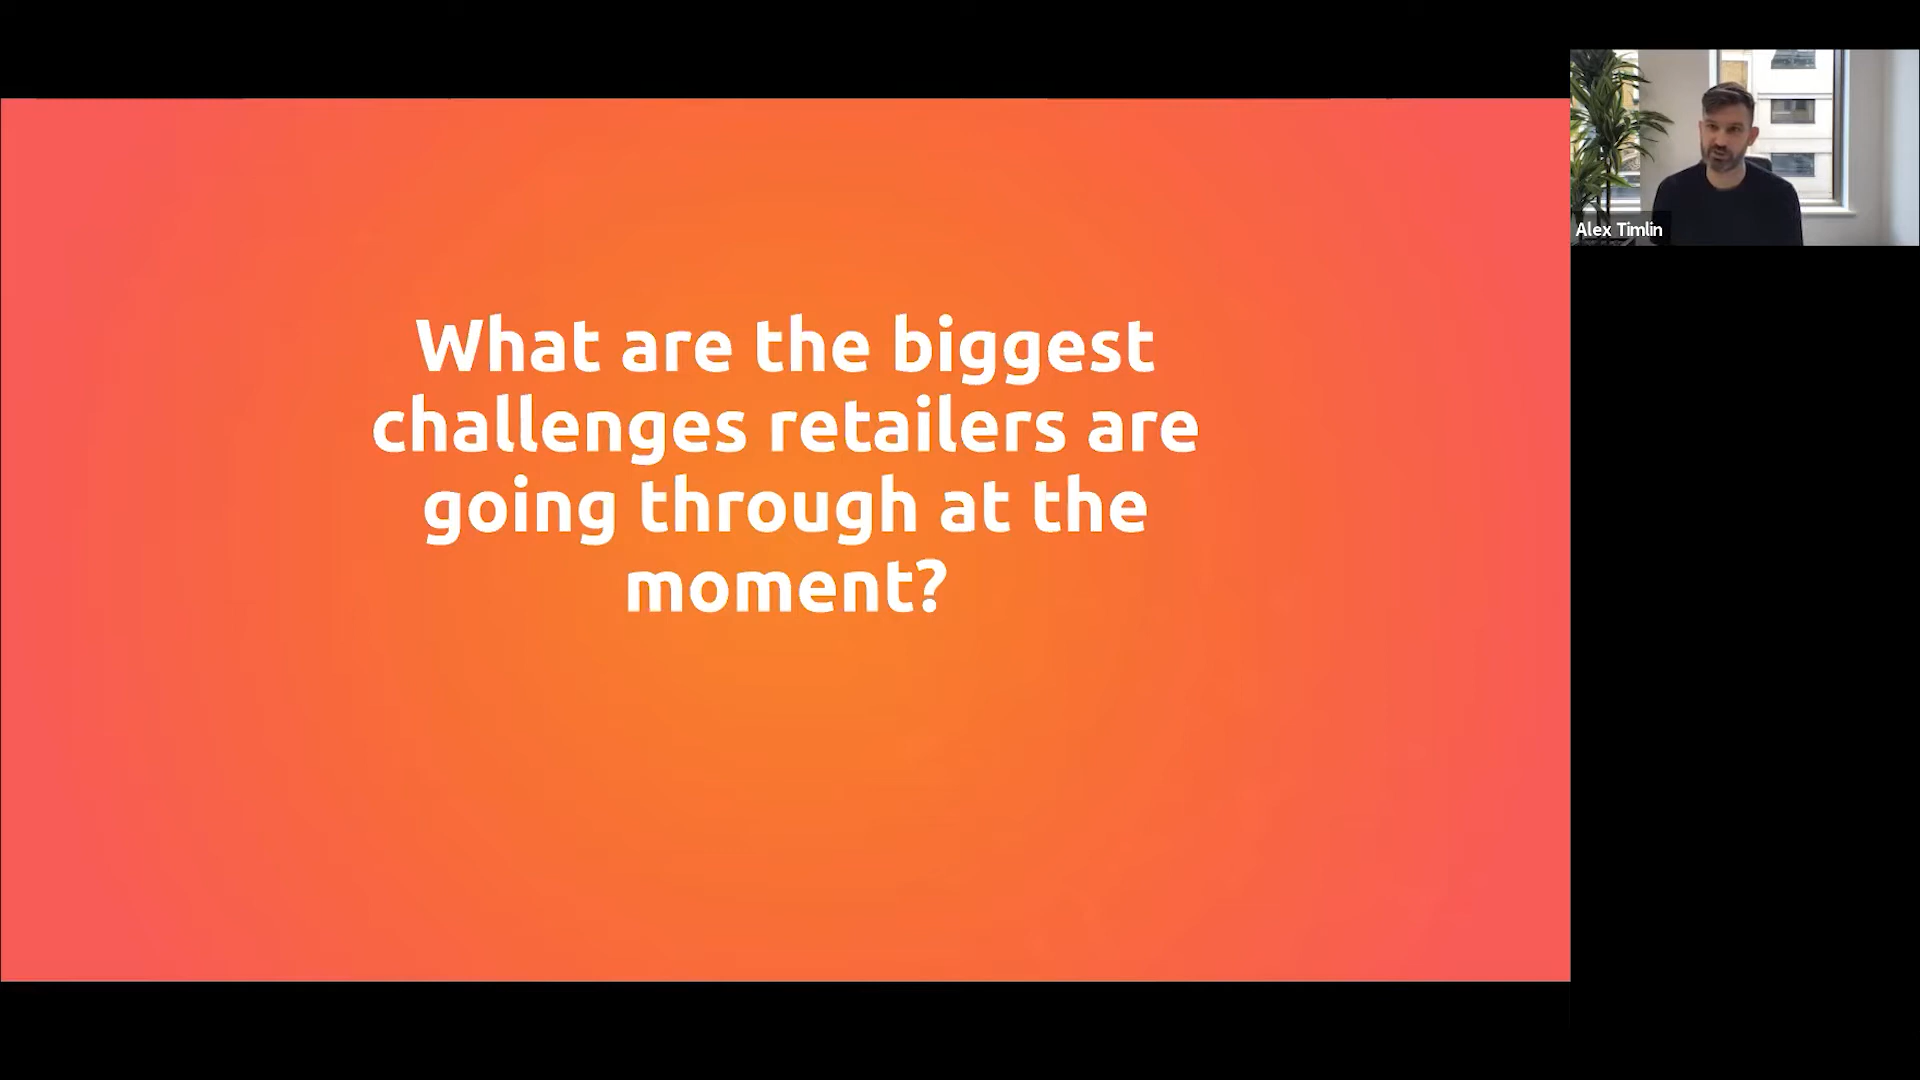 What are the biggest
challenges retailers are
going through at the
moment?
Alex Timlin